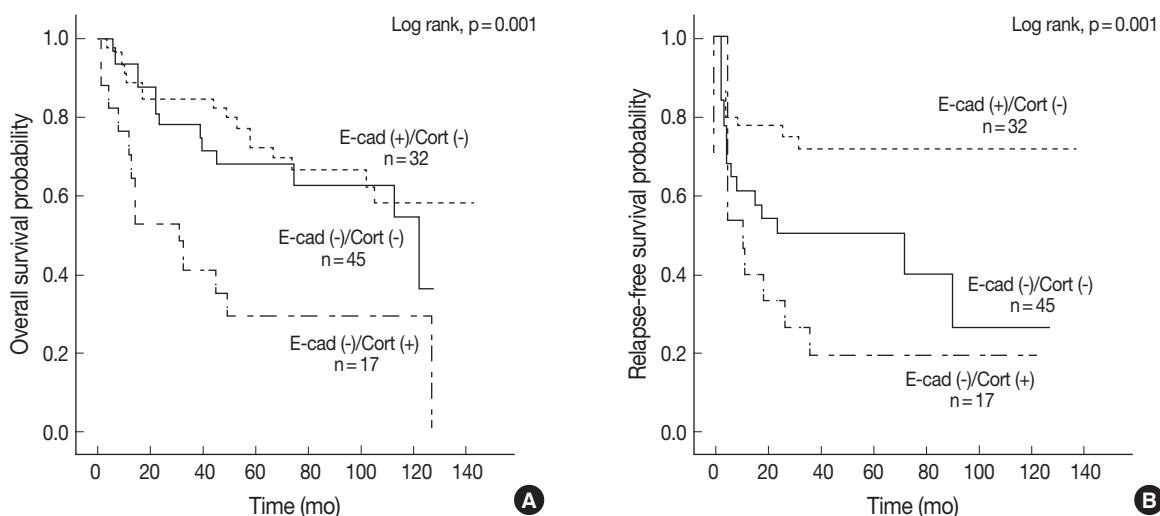 Log rank, p=0.001
Overall survival probability
1.0
0.8
0.6
0.4
0.2
0.0
E-cad (+)/Cort (-)
n=32
E-cad (-)/Cort (-)
n=45
E-cad (-)/Cort (+)
n=17
0 20 40 60 80 100 120 140
Time (mo)
A
Log rank, p=0.001
Relapse-free survival probability
1.0
0.8
0.6
0.4
0.2
0.0
E-cad (+)/Cort (-)
n=32
E-cad (-)/Cort (-)
n=45
E-cad (-)/Cort (+)
n=17
0 20 40 60 80 100 120 140
Time (mo)
B